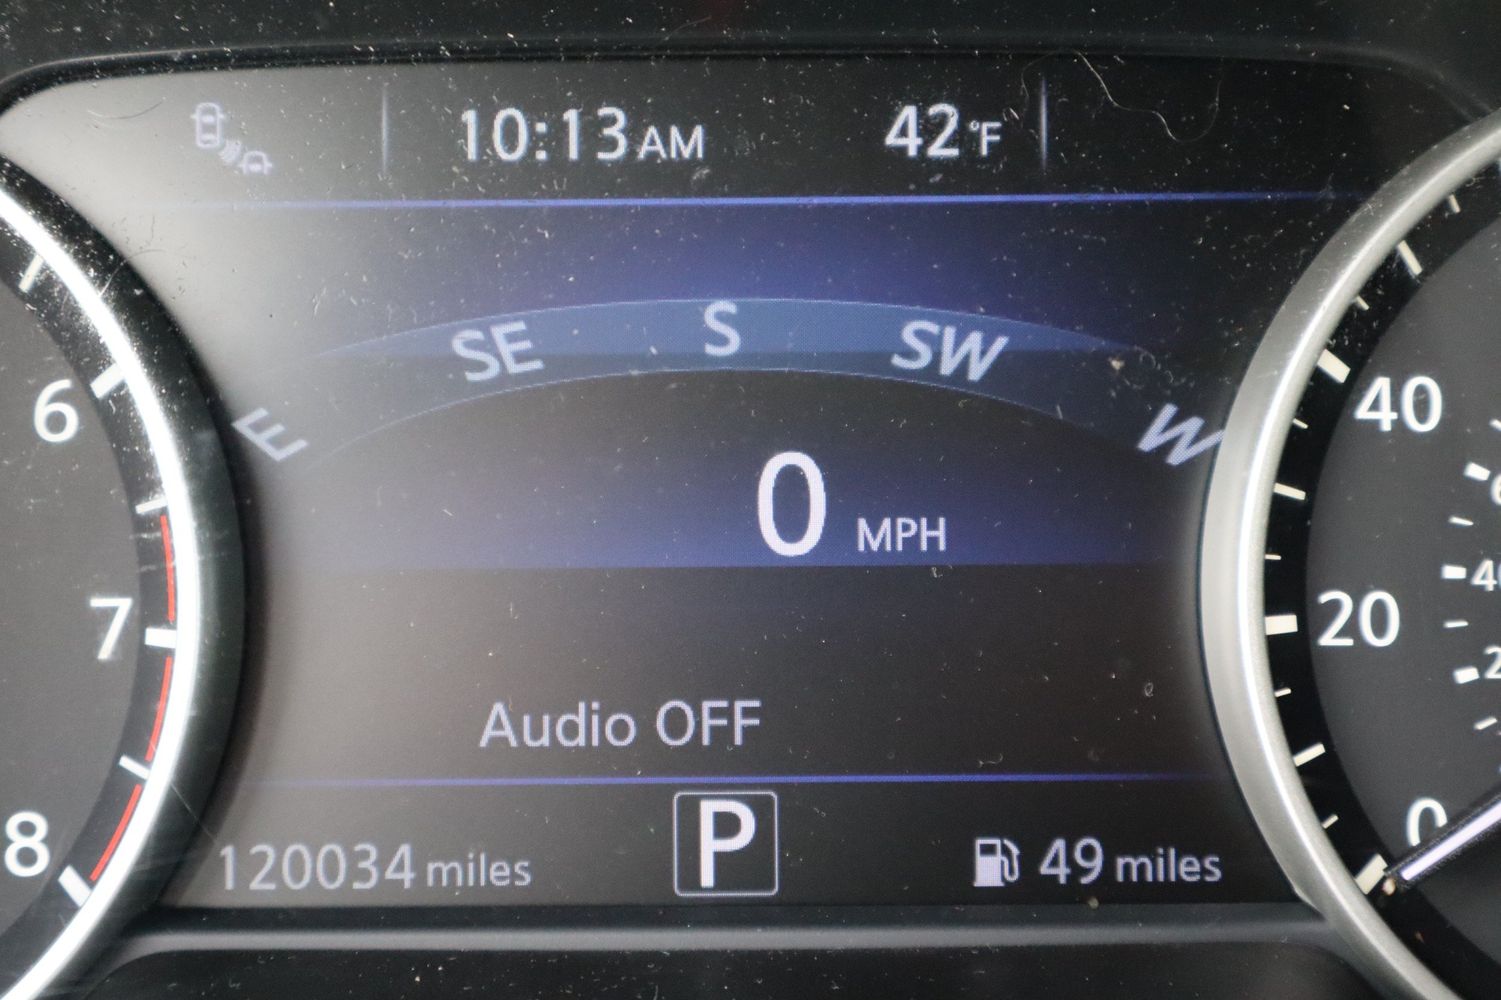 10:13 AM 42°F
E SE S SW W
0 MPH
Audio OFF
120034 miles P 49 miles
6
7
8
40
20
0